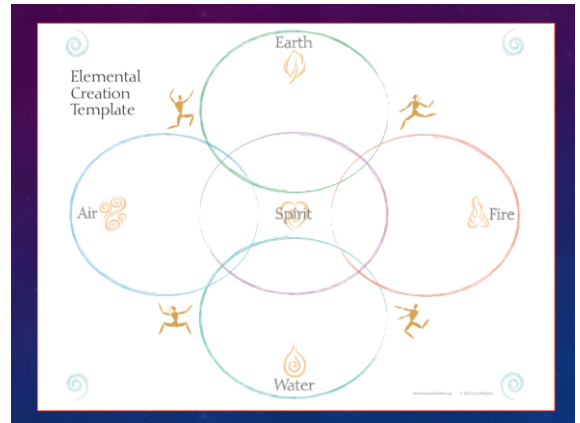 Earth
Elemental
Creation
Template
Air
Spirit
Fire
Water